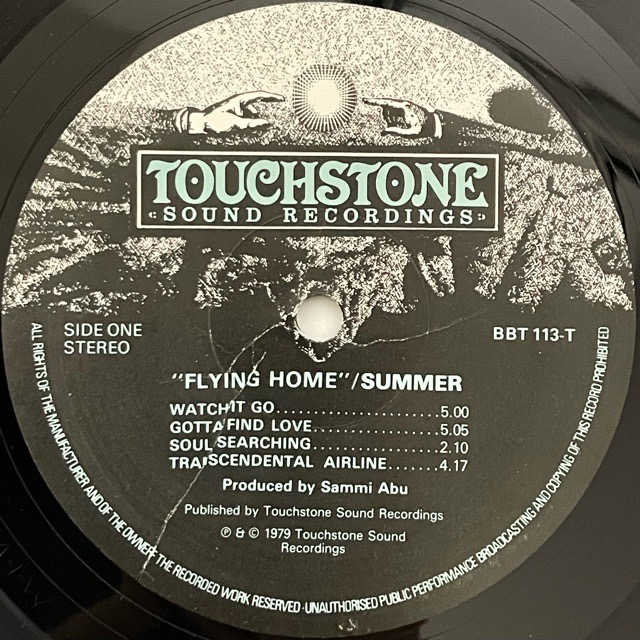 TOUCHSTONE
SOUND RECORDINGS
SIDE ONE
STEREO
BBT 113-T
"FLYING HOME"/SUMMER
WATCH IT GO..........................5.00
GOTTA FIND LOVE....................5.05
SOUL SEARCHING....................2.10
TRANSCENDENTAL AIRLINE.......4.17
Produced by Sammi Abu
Published by Touchstone Sound Recordings
℗ & © 1979 Touchstone Sound
Recordings
ALL RIGHTS OF THE MANUFACTURER AND OF THE OWNER OF THE RECORDED WORK RESERVED·UNAUTHORISED PUBLIC PERFORMANCE BROADCASTING AND COPYING OF THIS RECORD PROHIBITED